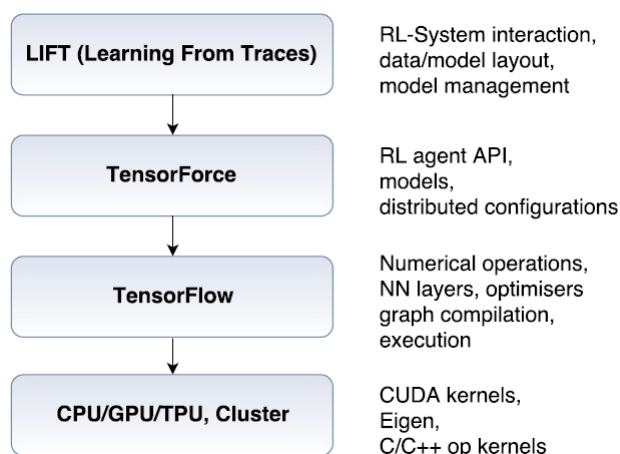 LIFT (Learning From Traces)
RL-System interaction,
data/model layout,
model management
TensorForce
RL agent API,
models,
distributed configurations
TensorFlow
Numerical operations,
NN layers, optimisers
graph compilation,
execution
CPU/GPU/TPU, Cluster
CUDA kernels,
Eigen,
C/C++ op kernels